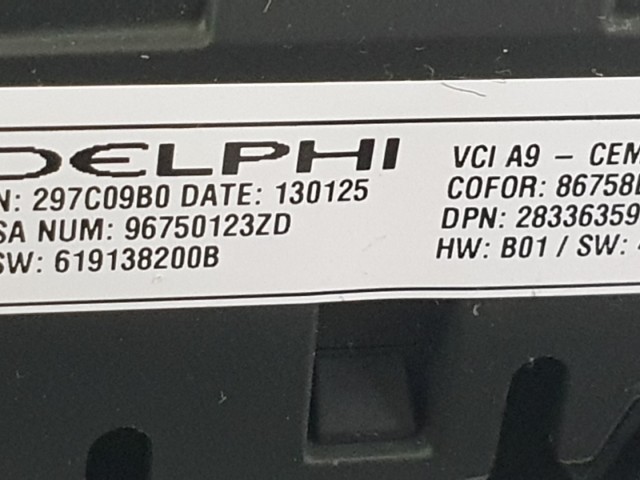 DELPHI
N: 297C09B0 DATE: 130125
SA NUM: 96750123ZD
SW: 619138200B
VCI A9 – CEM
COFOR: 86758
DPN: 28336359
HW: B01 / SW: